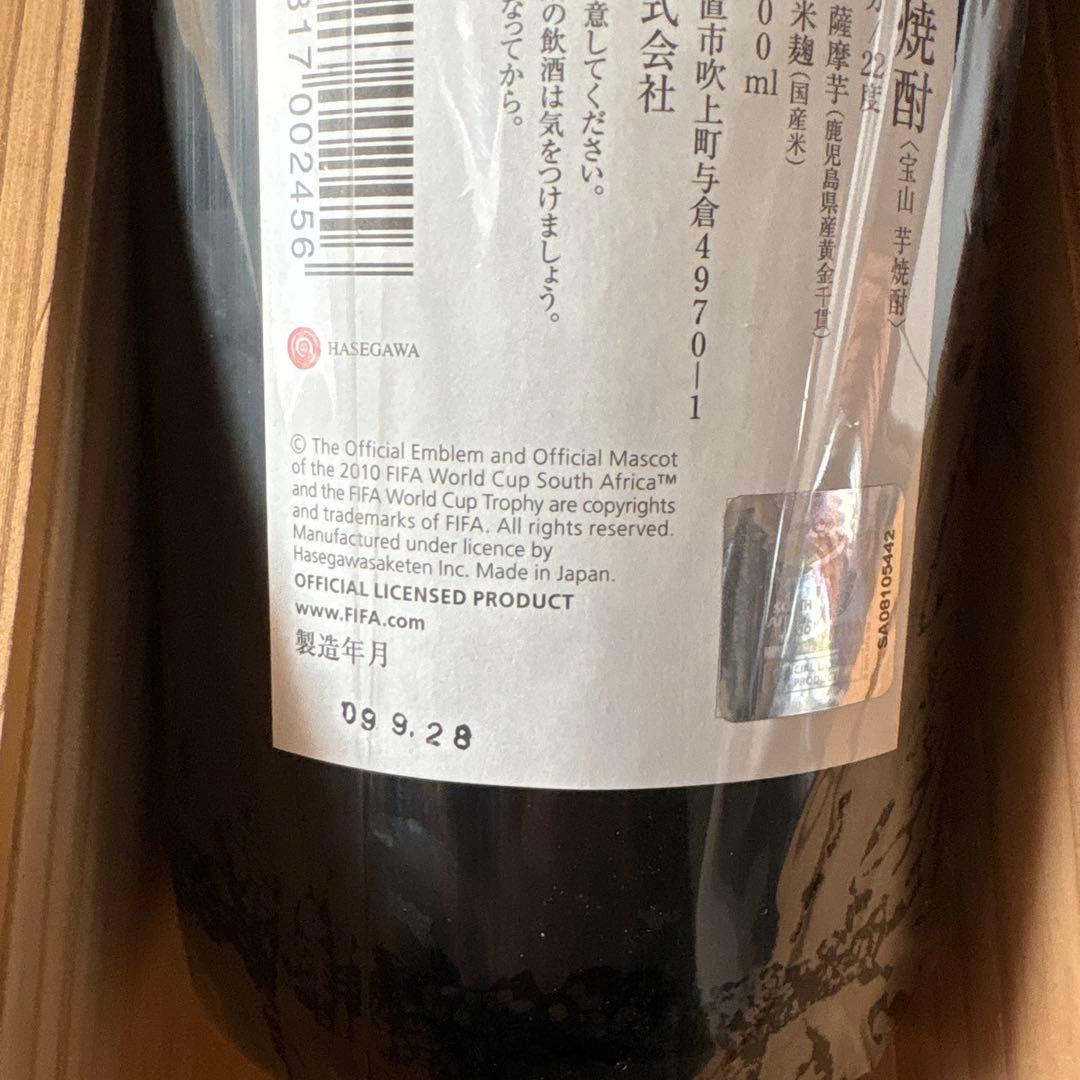 焼酎〈宝山 芋焼酎〉
22度
薩摩芋(鹿児島県産黄金千貫)
米麹(国産米)
00ml
直市吹上町与倉4970-1
式会社
意してください。
の飲酒は気をつけましょう。
なってから。
817002456
HASEGAWA
© The Official Emblem and Official Mascot
of the 2010 FIFA World Cup South Africa™
and the FIFA World Cup Trophy are copyrights
and trademarks of FIFA. All rights reserved.
Manufactured under licence by
Hasegawasaketen Inc. Made in Japan.
OFFICIAL LICENSED PRODUCT
www.FIFA.com
製造年月
09 9.28
SA08105442